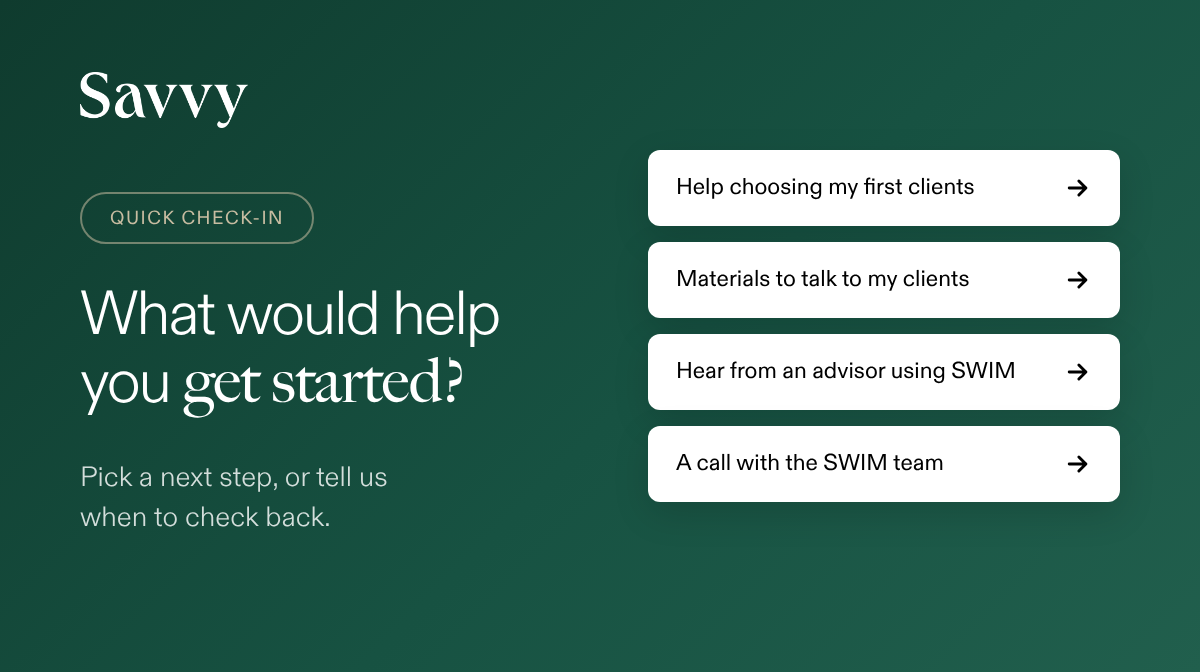 Savvy
QUICK CHECK-IN
What would help
you get started?
Pick a next step, or tell us
when to check back.
Help choosing my first clients
Materials to talk to my clients
Hear from an advisor using SWIM
A call with the SWIM team